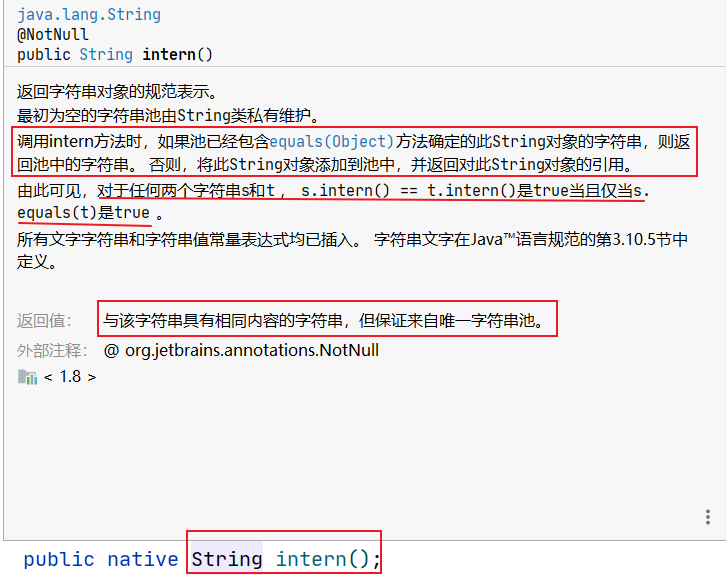 java.lang.String
@NotNull
public String intern()
返回字符串对象的规范表示。
最初为空的字符串池由String类私有维护。
调用intern方法时，如果池已经包含equals(Object)方法确定的此String对象的字符串，则返
回池中的字符串。 否则，将此String对象添加到池中，并返回对此String对象的引用。
由此可见，对于任何两个字符串s和t ， s.intern() == t.intern()是true当且仅当s.
equals(t)是true 。
所有文字字符串和字符串值常量表达式均已插入。 字符串文字在Java™语言规范的第3.10.5节中
定义。
返回值： 与该字符串具有相同内容的字符串，但保证来自唯一字符串池。
外部注释： @ org.jetbrains.annotations.NotNull
< 1.8 >
public native String intern();